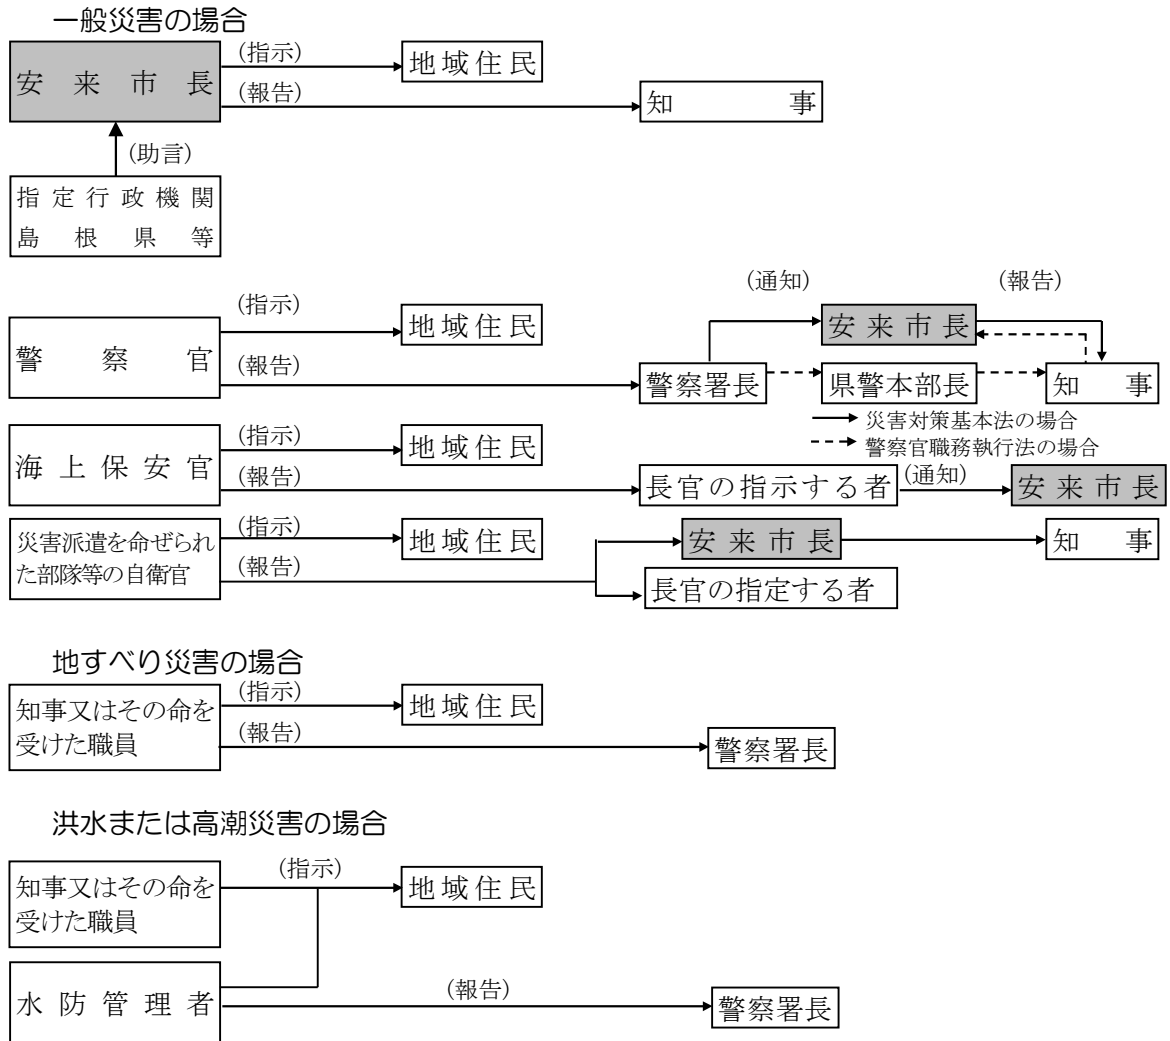 一般災害の場合
安来市長
(指示)
地域住民
(報告)
知事
(助言)
指定行政機関
島根県等
警察官
(指示)
地域住民
(報告)
警察署長
(通知)
安来市長
(報告)
県警本部長
知事
災害対策基本法の場合
警察官職務執行法の場合
海上保安官
(指示)
地域住民
(報告)
長官の指示する者
(通知)
安来市長
災害派遣を命ぜられ
た部隊等の自衛官
(指示)
地域住民
(報告)
安来市長
知事
長官の指定する者
地すべり災害の場合
知事又はその命を
受けた職員
(指示)
地域住民
(報告)
警察署長
洪水または高潮災害の場合
知事又はその命を
受けた職員
(指示)
地域住民
水防管理者
(報告)
警察署長